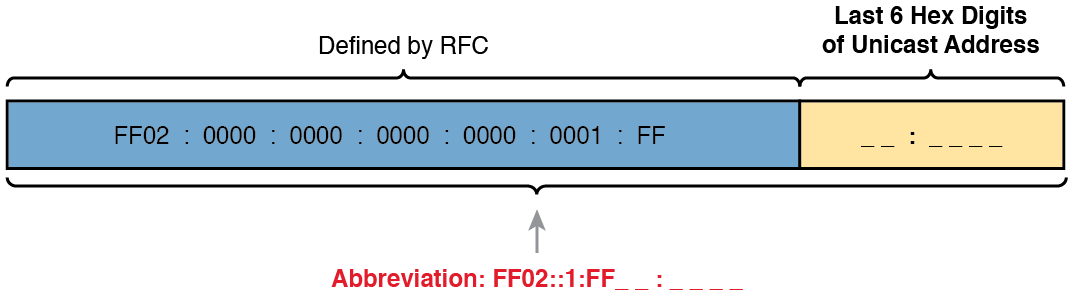 Defined by RFC
Last 6 Hex Digits
of Unicast Address
FF02 : 0000 : 0000 : 0000 : 0000 : 0001 : FF
_ _ : _ _ _ _
Abbreviation: FF02::1:FF_ _ : _ _ _ _